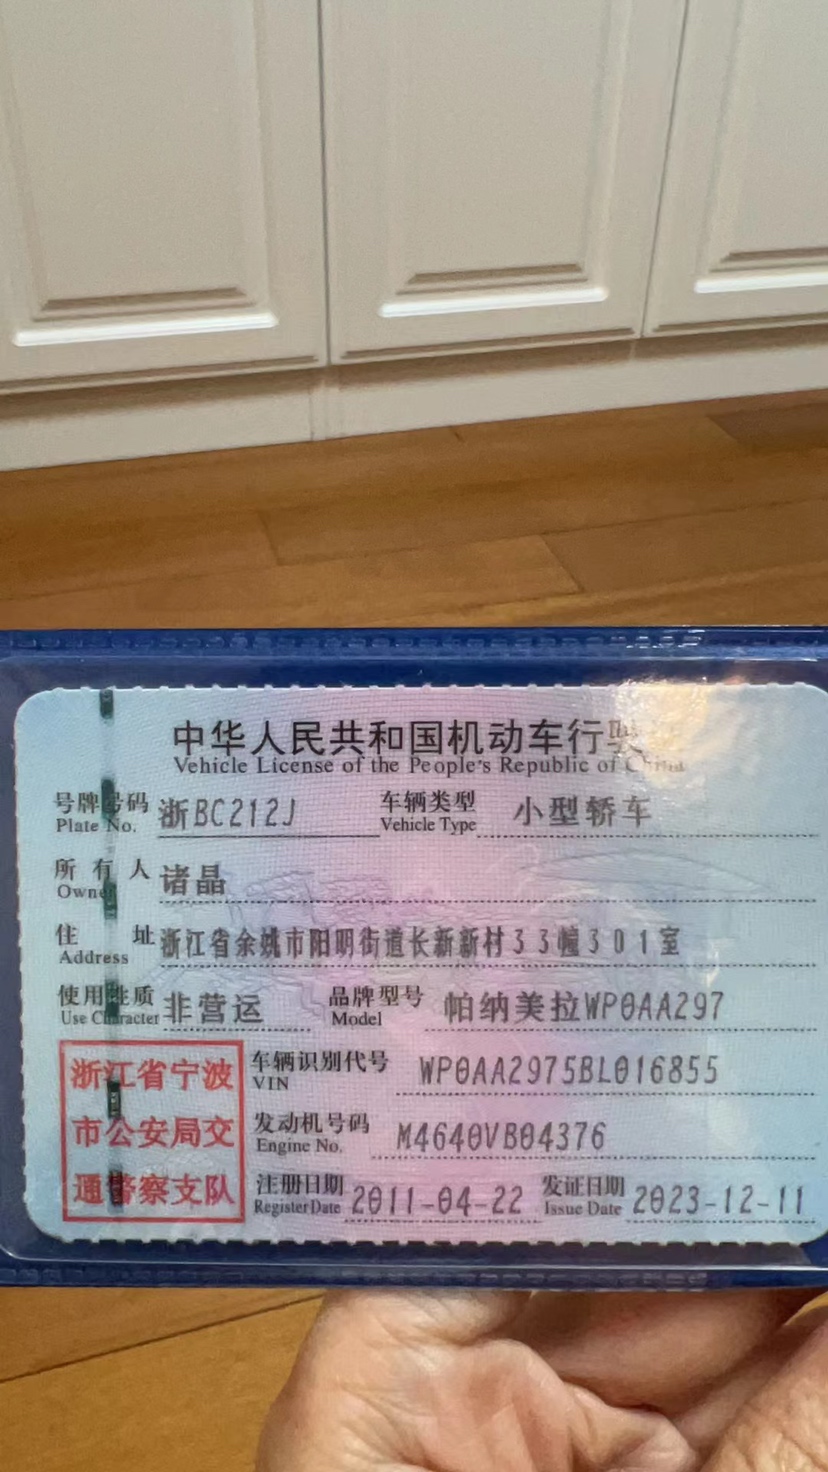 中华人民共和国机动车行驶
Vehicle License of the People's Republic of China
号牌号码 浙BC212J 车辆类型 小型轿车
Plate No. Vehicle Type
所有人 诸晶
Owner
住址 浙江省余姚市阳明街道长新新村33幢301室
Address
使用性质 非营运 品牌型号 帕纳美拉WP0AA297
Use Character Model
浙江省宁波
市公安局交
通警察支队
车辆识别代号 WP0AA2975BL016855
VIN
发动机号码 M4640VB04376
Engine No.
注册日期 2011-04-22 发证日期 2023-12-11
Register Date Issue Date